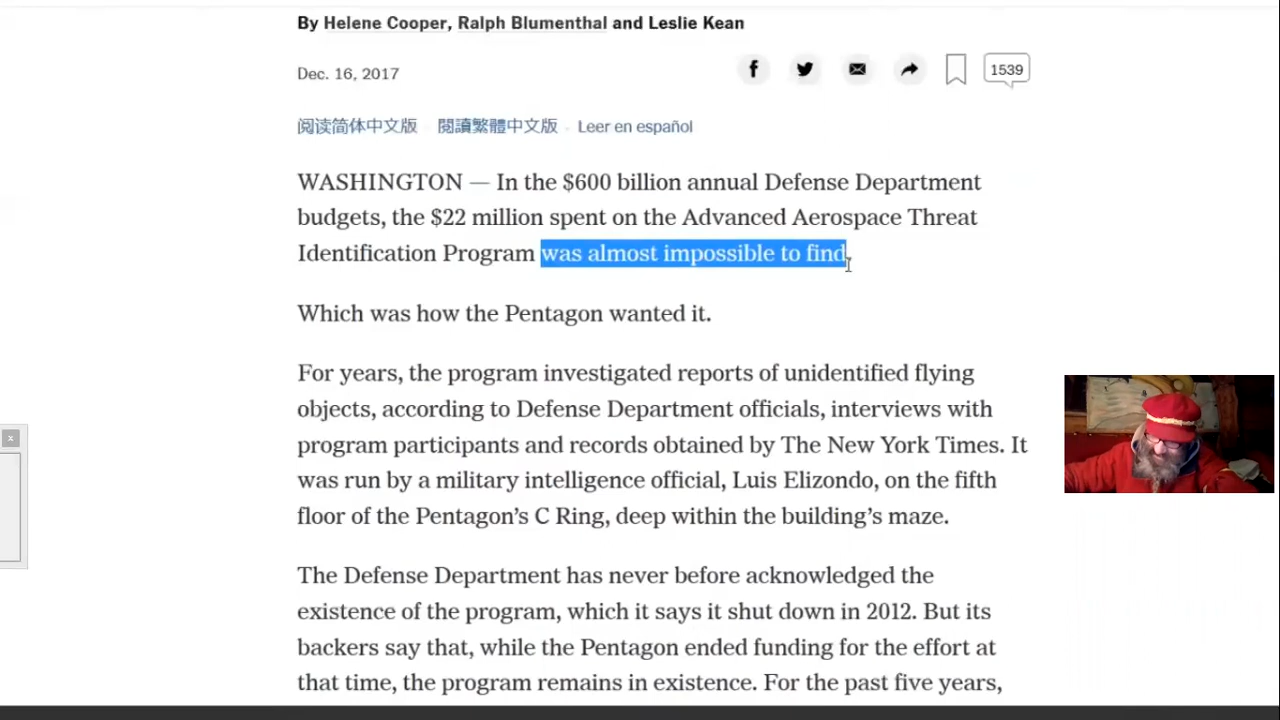 By Helene Cooper, Ralph Blumenthal and Leslie Kean
Dec. 16, 2017
1539
阅读简体中文版 · 閱讀繁體中文版 · Leer en español
WASHINGTON — In the $600 billion annual Defense Department
budgets, the $22 million spent on the Advanced Aerospace Threat
Identification Program was almost impossible to find.
Which was how the Pentagon wanted it.
For years, the program investigated reports of unidentified flying
objects, according to Defense Department officials, interviews with
program participants and records obtained by The New York Times. It
was run by a military intelligence official, Luis Elizondo, on the fifth
floor of the Pentagon’s C Ring, deep within the building’s maze.
The Defense Department has never before acknowledged the
existence of the program, which it says it shut down in 2012. But its
backers say that, while the Pentagon ended funding for the effort at
that time, the program remains in existence. For the past five years,